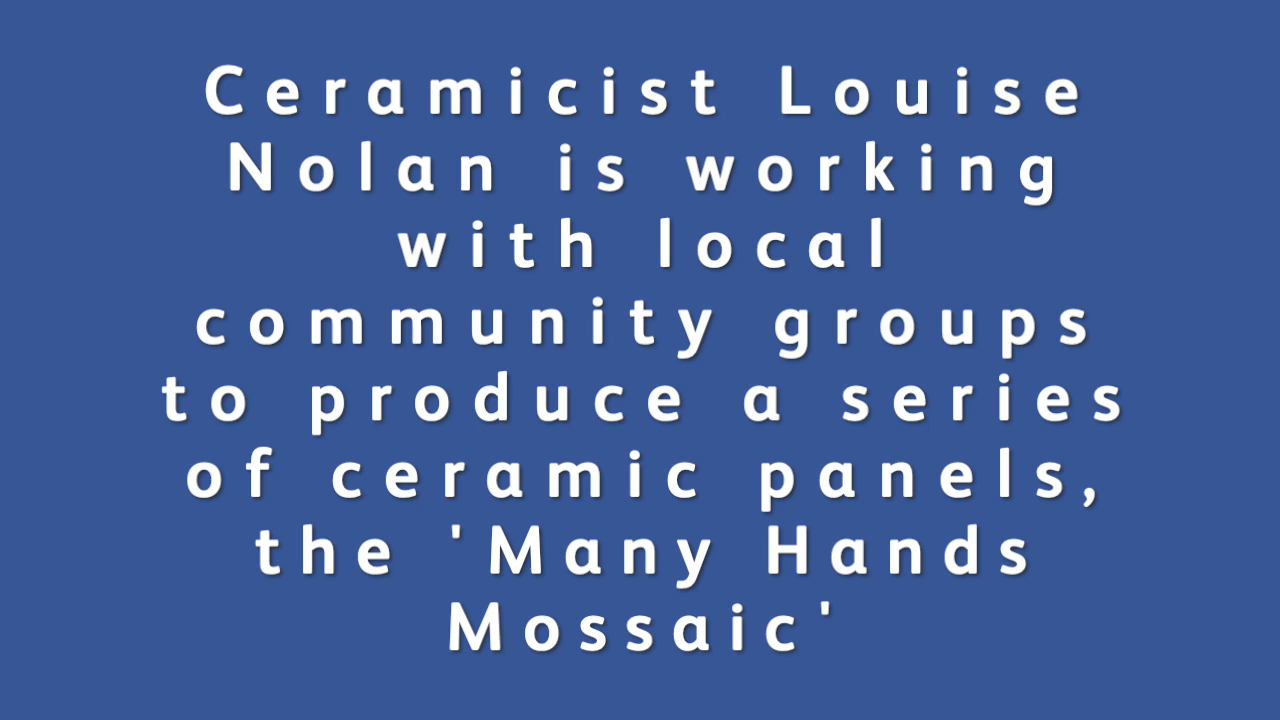 Ceramicist Louise
Nolan is working
with local
community groups
to produce a series
of ceramic panels,
the 'Many Hands
Mossaic'